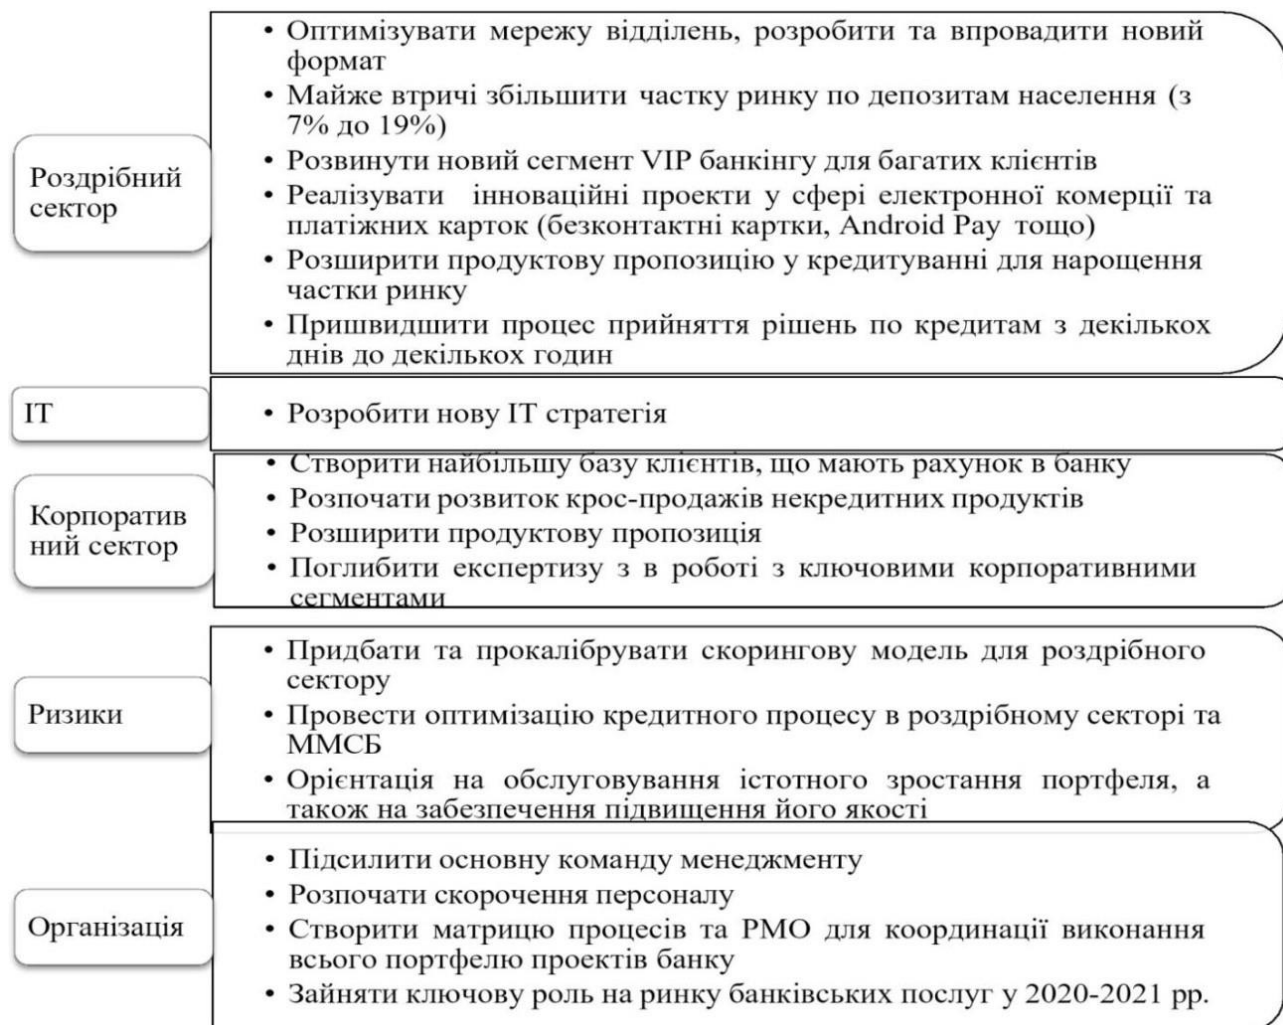 Роздрібний
сектор
• Оптимізувати мережу відділень, розробити та впровадити новий
формат
• Майже втричі збільшити частку ринку по депозитам населення (з
7% до 19%)
• Розвинути новий сегмент VIP банкінгу для багатих клієнтів
• Реалізувати інноваційні проекти у сфері електронної комерції та
платіжних карток (безконтактні картки, Android Pay тощо)
• Розширити продуктову пропозицію у кредитуванні для нарощення
частки ринку
• Пришвидшити процес прийняття рішень по кредитам з декількох
днів до декількох годин
ІТ
• Розробити нову ІТ стратегія
Корпоратив
ний сектор
• Створити найбільшу базу клієнтів, що мають рахунок в банку
• Розпочати розвиток крос-продажів некредитних продуктів
• Розширити продуктову пропозиція
• Поглибити експертизу з в роботі з ключовими корпоративними
сегментами
Ризики
• Придбати та прокалібрувати скорингову модель для роздрібного
сектору
• Провести оптимізацію кредитного процесу в роздрібному секторі та
ММСБ
• Орієнтація на обслуговування істотного зростання портфеля, а
також на забезпечення підвищення його якості
Організація
• Підсилити основну команду менеджменту
• Розпочати скорочення персоналу
• Створити матрицю процесів та РМО для координації виконання
всього портфелю проектів банку
• Зайняти ключову роль на ринку банківських послуг у 2020-2021 рр.